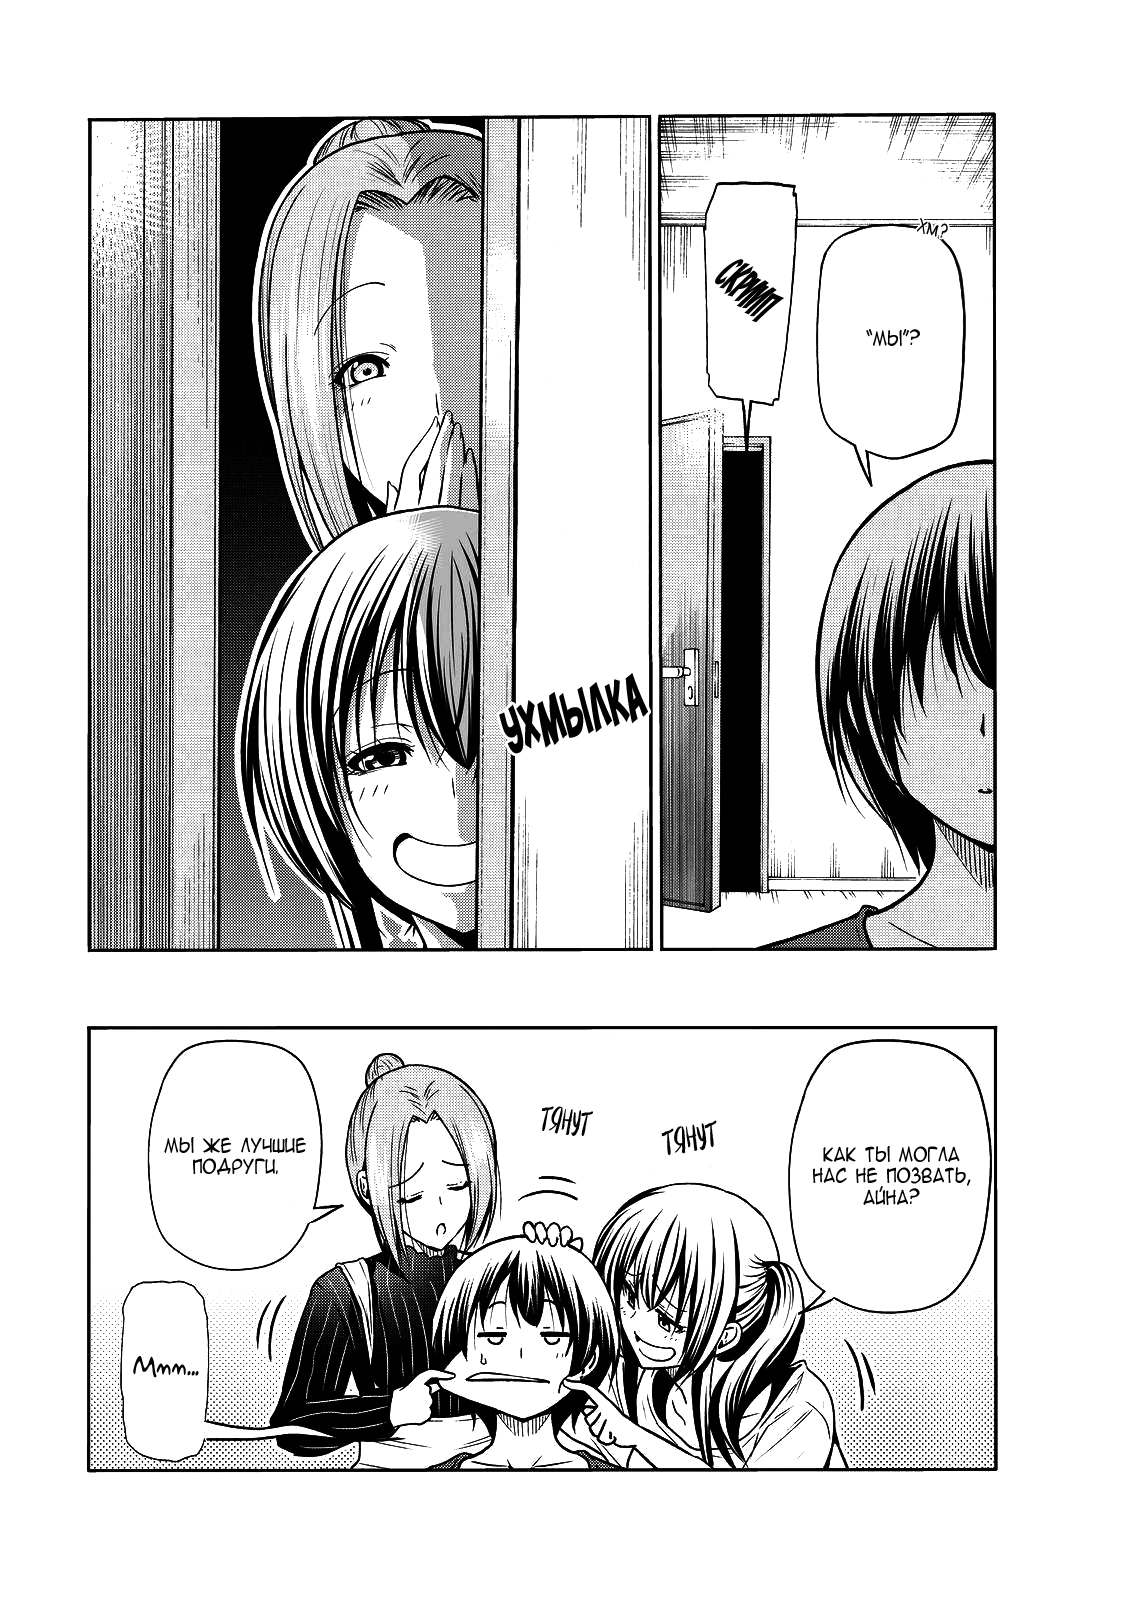 ХМ?
"МЫ"?
СКРИП
УХМЫЛКА
КАК ТЫ МОГЛА
НАС НЕ ПОЗВАТЬ,
АЙНА?
ТЯНУТ
ТЯНУТ
МЫ ЖЕ ЛУЧШИЕ
ПОДРУГИ.
Ммм...